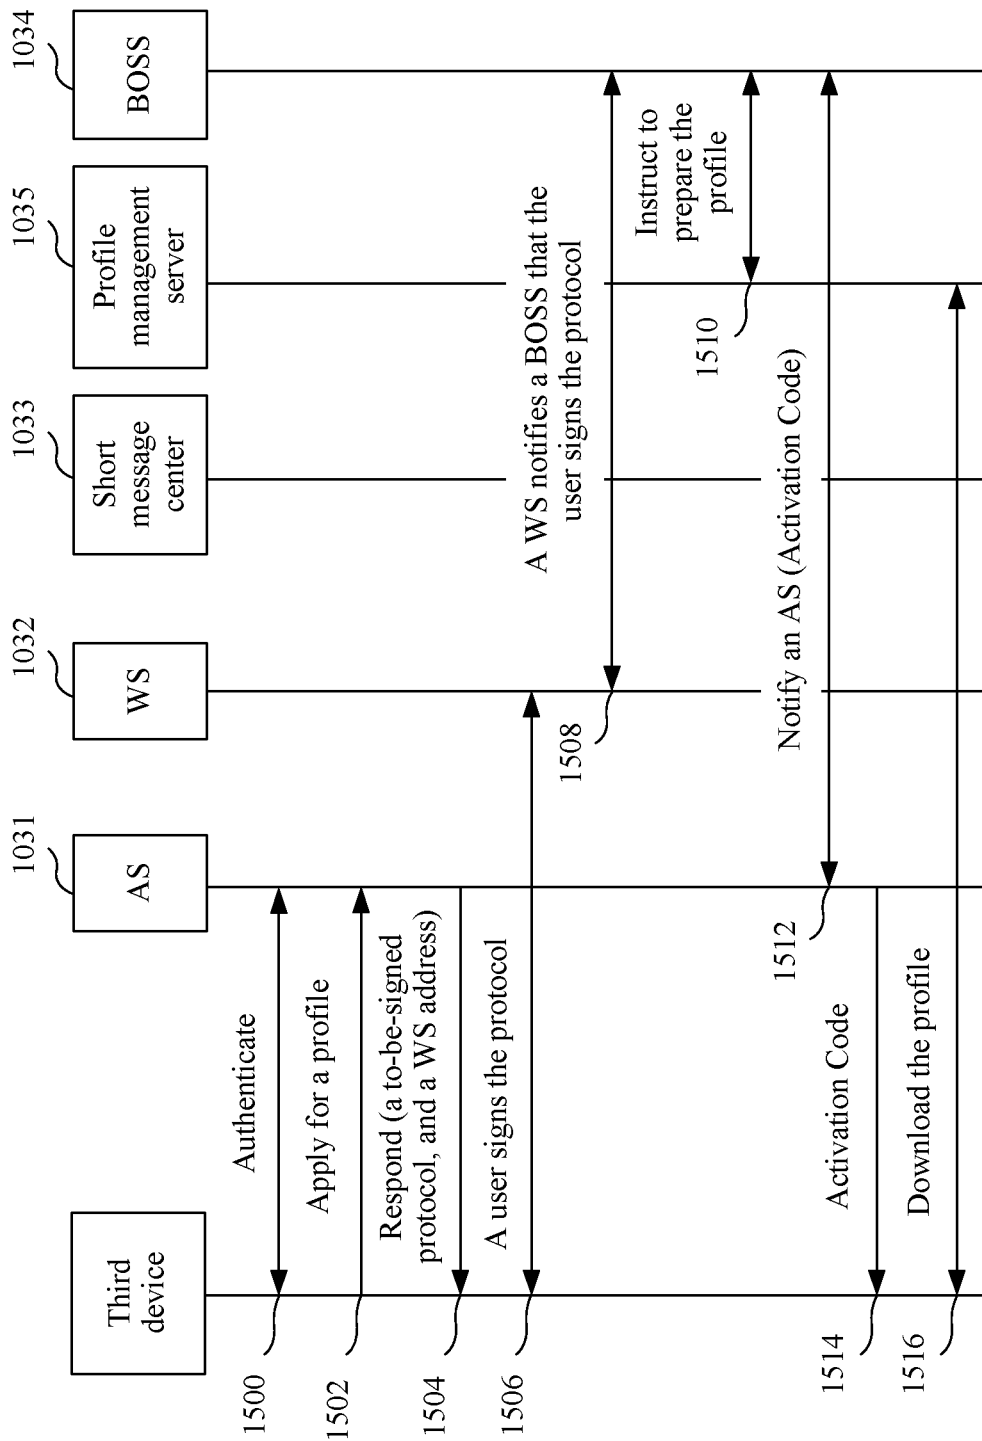 1031
1032
1033
1035
1034
Third
device
AS
WS
Short
message
center
Profile
management
server
BOSS
1500
Authenticate
1502
Apply for a profile
1504
Respond (a to-be-signed
protocol, and a WS address)
1506
A user signs the protocol
1508
A WS notifies a BOSS that the
user signs the protocol
1510
Instruct to
prepare the
profile
1512
Notify an AS (Activation Code)
1514
Activation Code
1516
Download the profile